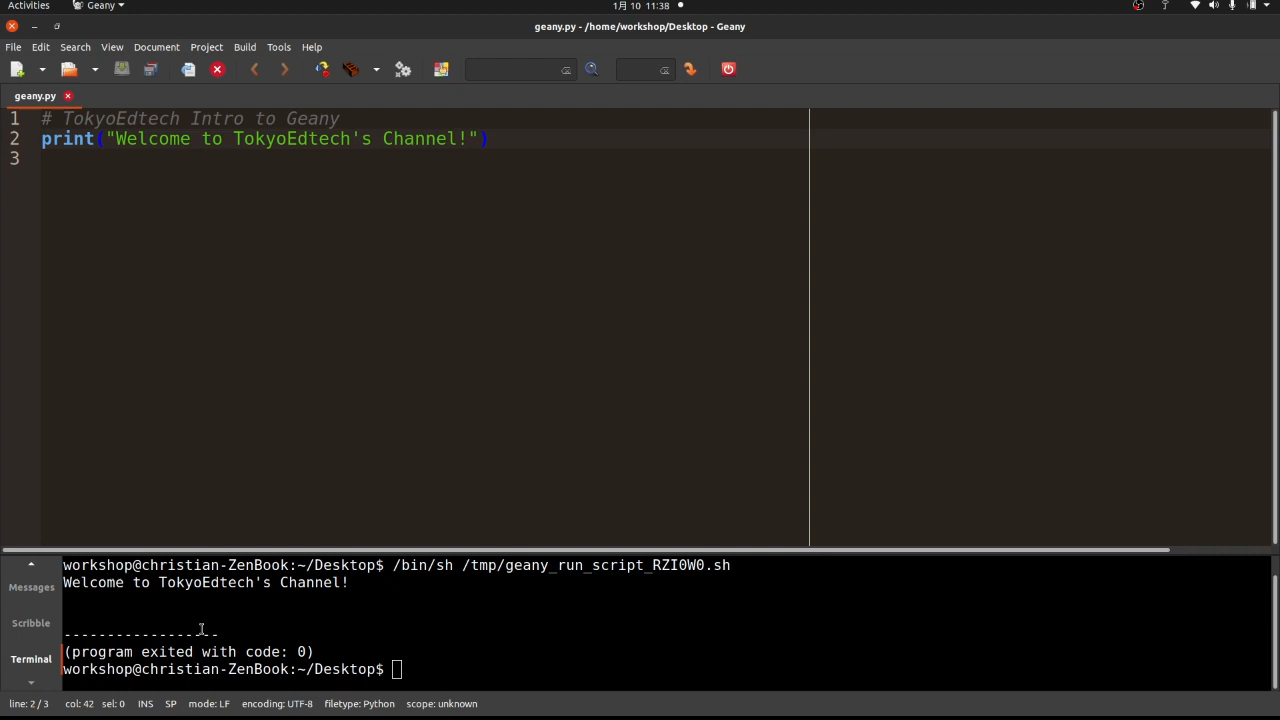 Activities Geany 1月 10 11:38
geany.py - /home/workshop/Desktop - Geany
File Edit Search View Document Project Build Tools Help
geany.py
1 # TokyoEdtech Intro to Geany
2 print("Welcome to TokyoEdtech's Channel!")
3
workshop@christian-ZenBook:~/Desktop$ /bin/sh /tmp/geany_run_script_RZI0W0.sh
Messages
Welcome to TokyoEdtech's Channel!
Scribble
------------------
Terminal
(program exited with code: 0)
workshop@christian-ZenBook:~/Desktop$
line: 2 / 3 col: 42 sel: 0 INS SP mode: LF encoding: UTF-8 filetype: Python scope: unknown